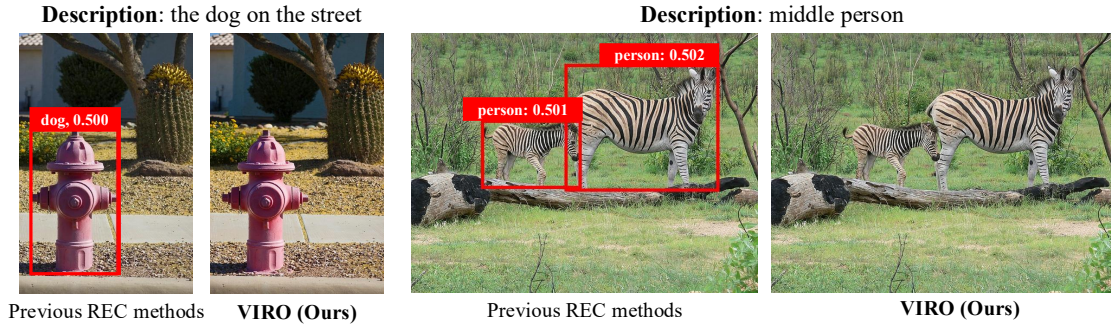 Description: the dog on the street
Description: middle person
dog, 0.500
person: 0.501
person: 0.502
Previous REC methods
VIRO (Ours)
Previous REC methods
VIRO (Ours)